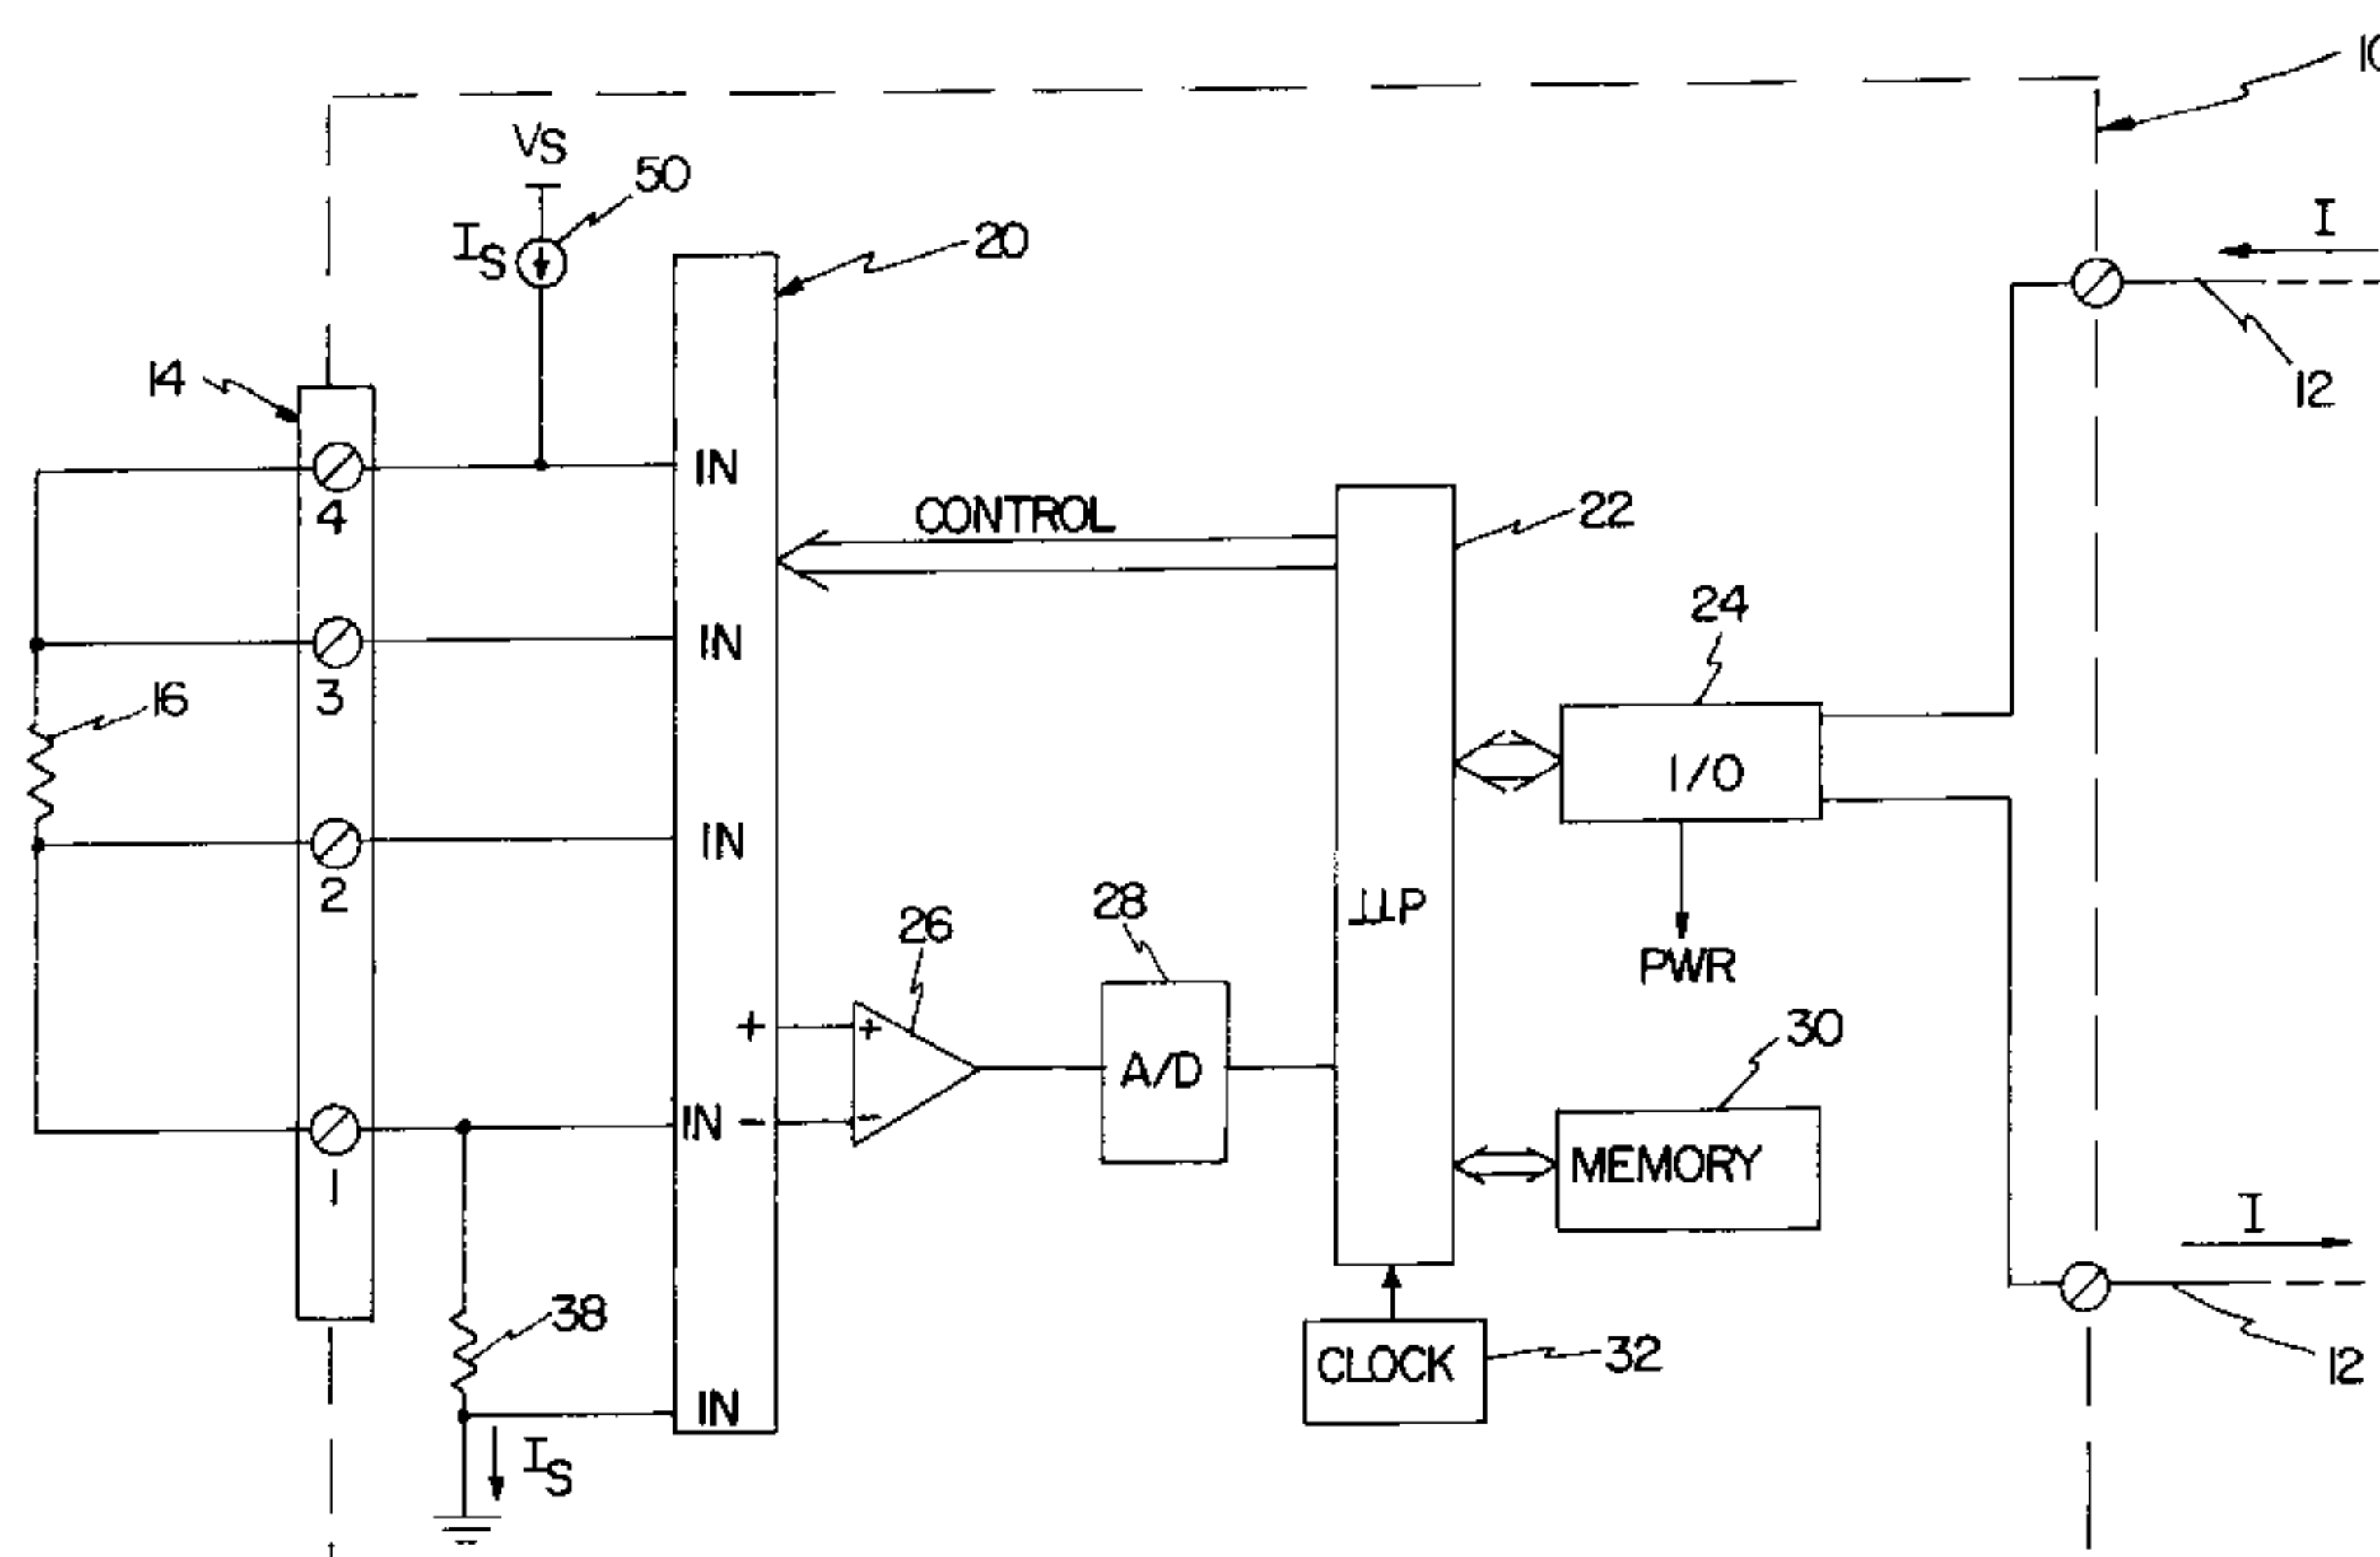 10
VS
50
IS
20
I
14
12
IN
4
CONTROL
22
24
IN
3
16
I/O
IN
2
28
26
µP
PWR
30
+ +
A/D
IN - -
MEMORY
1
I
38
32
CLOCK
12
IN
IS